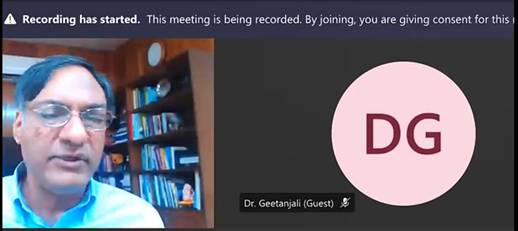 Recording has started. This meeting is being recorded. By joining, you are giving consent for this
DG
Dr. Geetanjali (Guest)